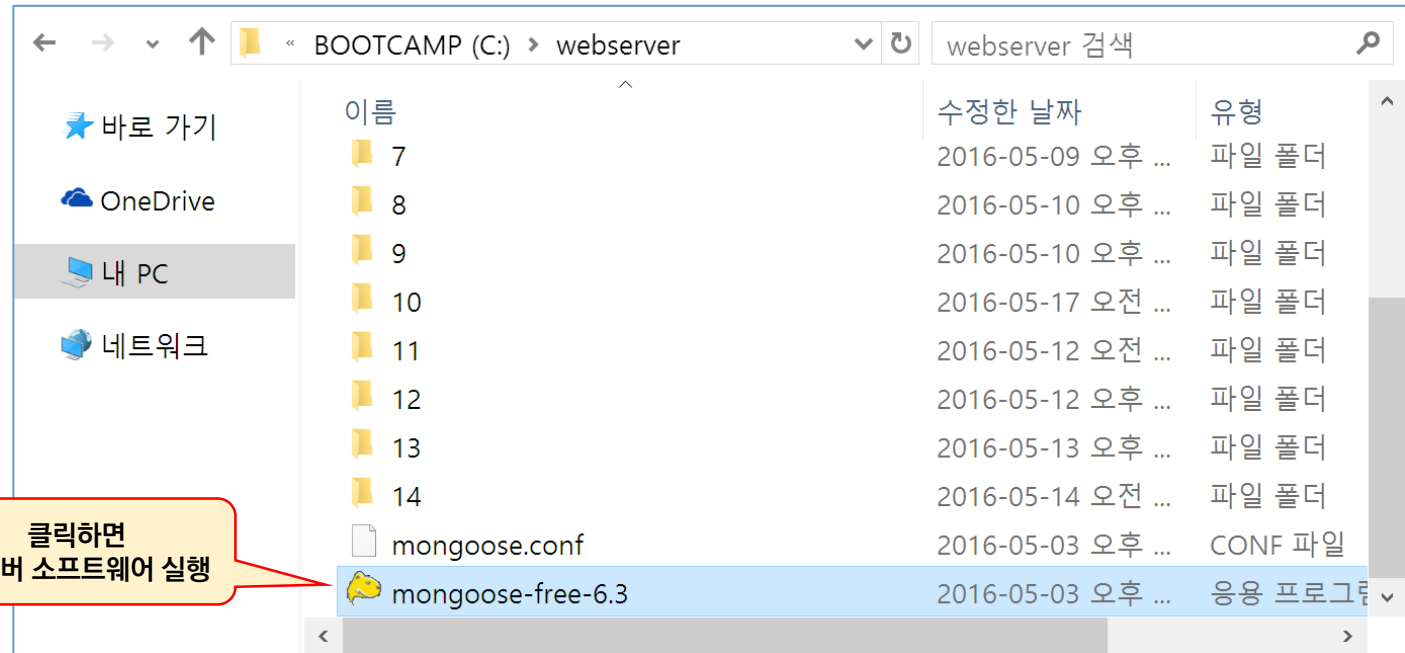 « BOOTCAMP (C:) > webserver
webserver 검색
바로 가기
OneDrive
내 PC
네트워크
이름 수정한 날짜 유형
7 2016-05-09 오후 ... 파일 폴더
8 2016-05-10 오후 ... 파일 폴더
9 2016-05-10 오후 ... 파일 폴더
10 2016-05-17 오전 ... 파일 폴더
11 2016-05-12 오전 ... 파일 폴더
12 2016-05-12 오후 ... 파일 폴더
13 2016-05-13 오후 ... 파일 폴더
14 2016-05-14 오전 ... 파일 폴더
mongoose.conf 2016-05-03 오후 ... CONF 파일
mongoose-free-6.3 2016-05-03 오후 ... 응용 프로그
클릭하면
버 소프트웨어 실행